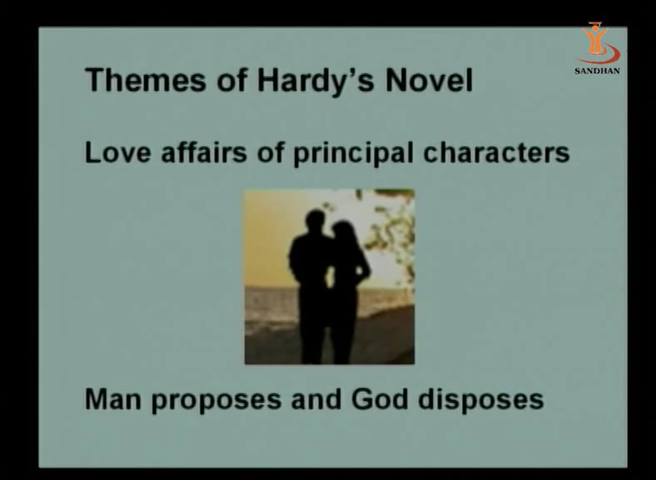 SANDHAN
Themes of Hardy's Novel
Love affairs of principal characters
Man proposes and God disposes